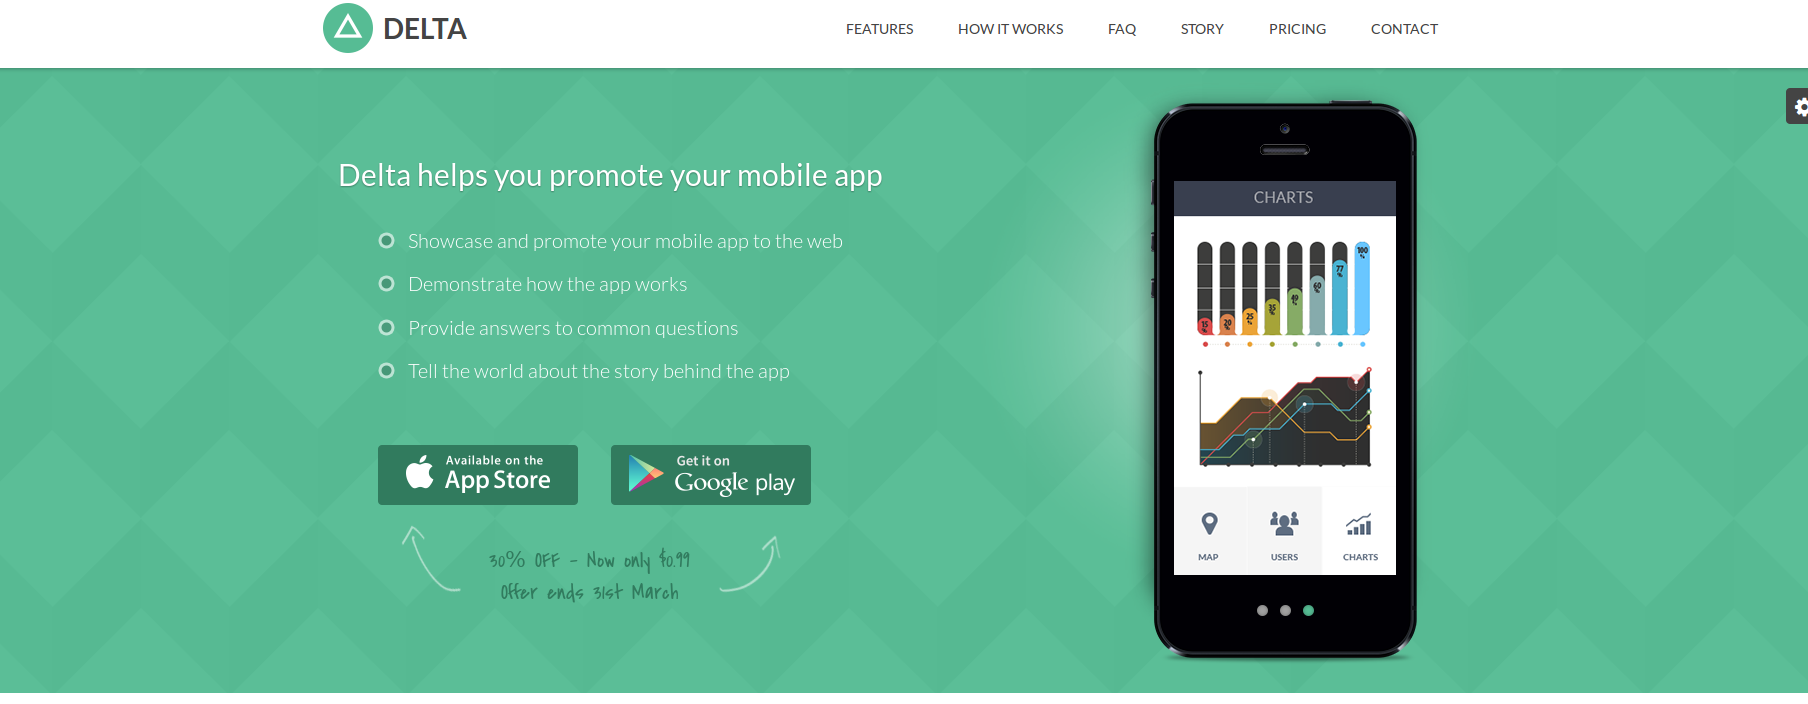 DELTA
FEATURES HOW IT WORKS FAQ STORY PRICING CONTACT
Delta helps you promote your mobile app
Showcase and promote your mobile app to the web
Demonstrate how the app works
Provide answers to common questions
Tell the world about the story behind the app
Available on the
App Store
Get it on
Google play
30% OFF - Now only $0.99
Offer ends 31st March
CHARTS
15% 20% 25% 35% 49% 60% 77% 100%
MAP USERS CHARTS